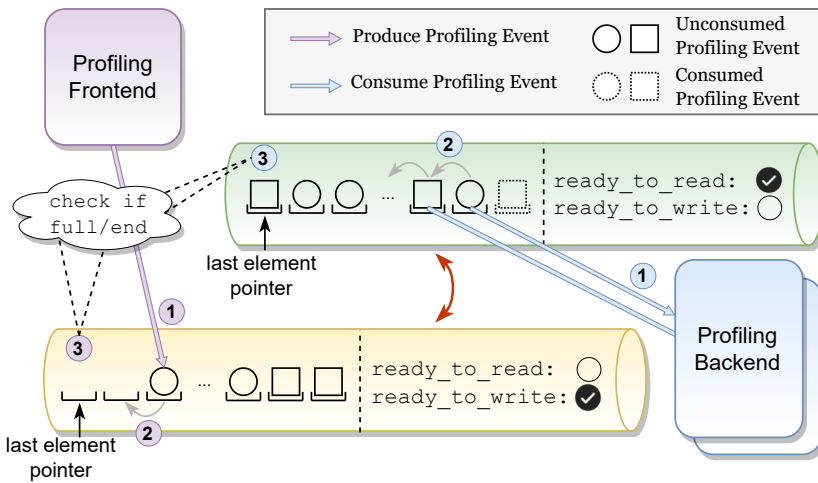 Profiling
Frontend
Produce Profiling Event
Consume Profiling Event
Unconsumed
Profiling Event
Consumed
Profiling Event
check if
full/end
3
2
...
ready_to_read:
ready_to_write:
last element
pointer
1
1
Profiling
Backend
3
...
ready_to_read:
ready_to_write:
2
last element
pointer